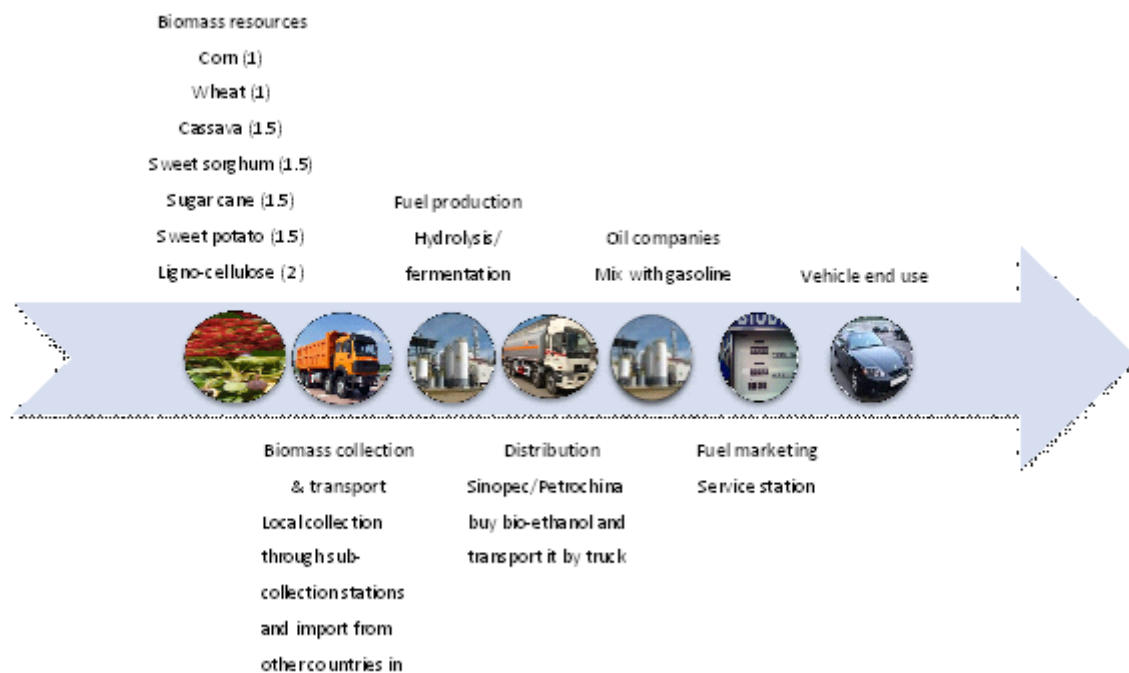 Biomass resources
Corn (1)
Wheat (1)
Cassava (1.5)
Sweet sorghum (1.5)
Sugar cane (1.5)
Sweet potato (1.5)
Ligno-cellulose (2)
Fuel production
Hydrolysis/
fermentation
Oil companies
Mix with gasoline
Vehicle end use
Biomass collection
& transport
Local collection
through sub-
collection stations
and import from
other countries in
Distribution
Sinopec/Petrochina
buy bio-ethanol and
transport it by truck
Fuel marketing
Service station